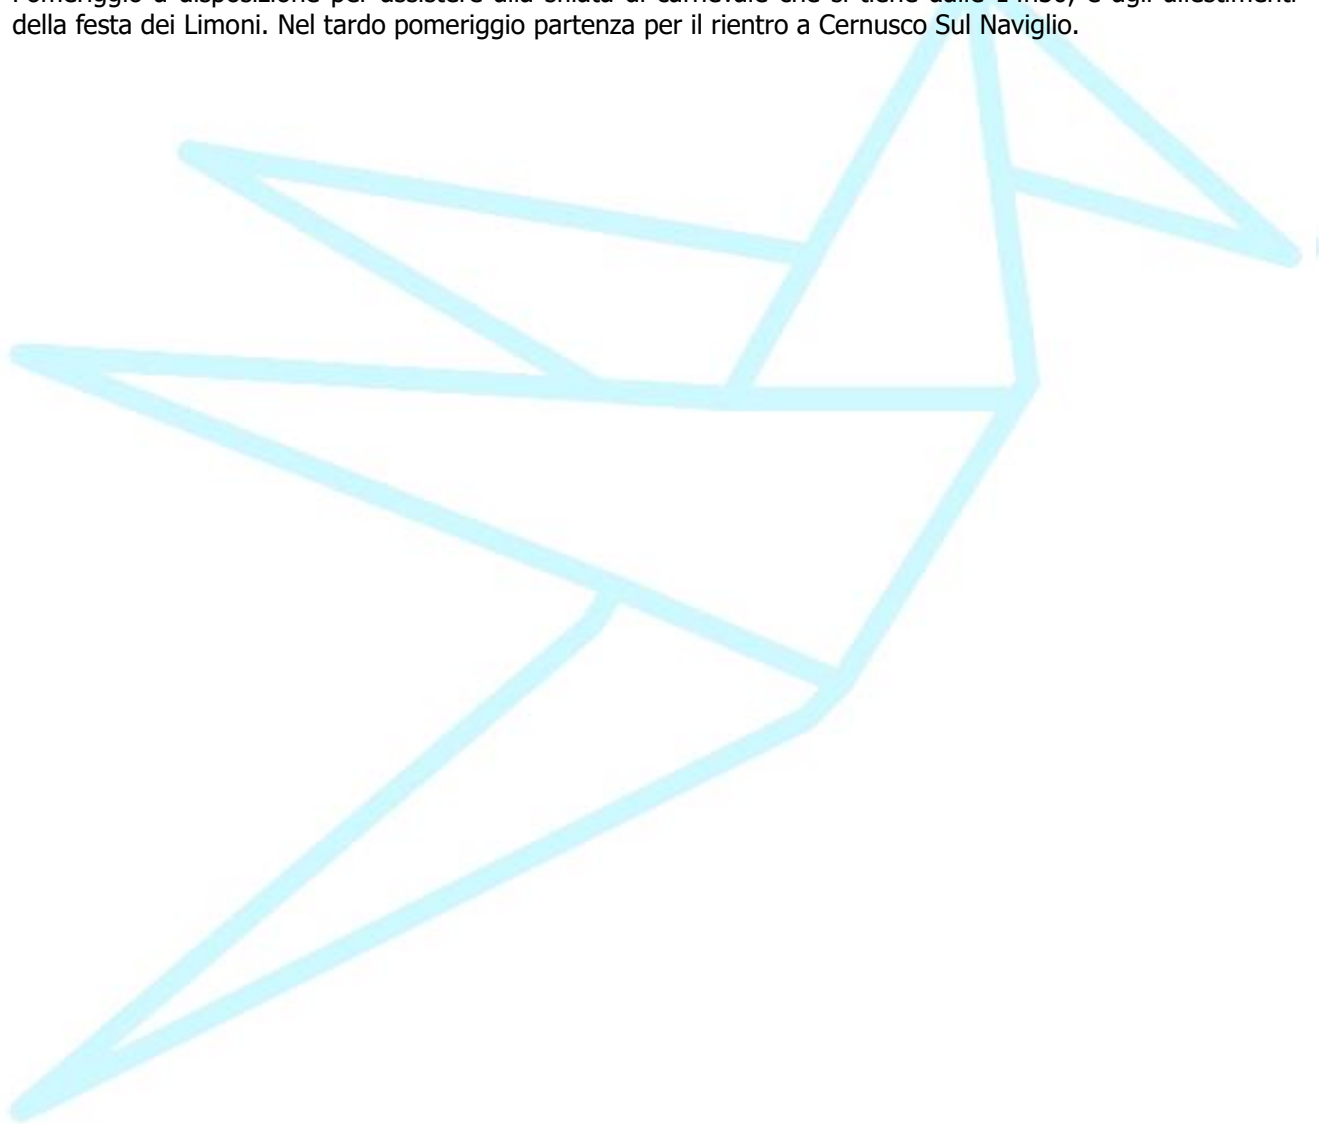 Pomeriggio a disposizione per assistere alla sfilata di carnevale che si tiene dalle 14h30, e agli allestimenti
della festa dei Limoni. Nel tardo pomeriggio partenza per il rientro a Cernusco Sul Naviglio.